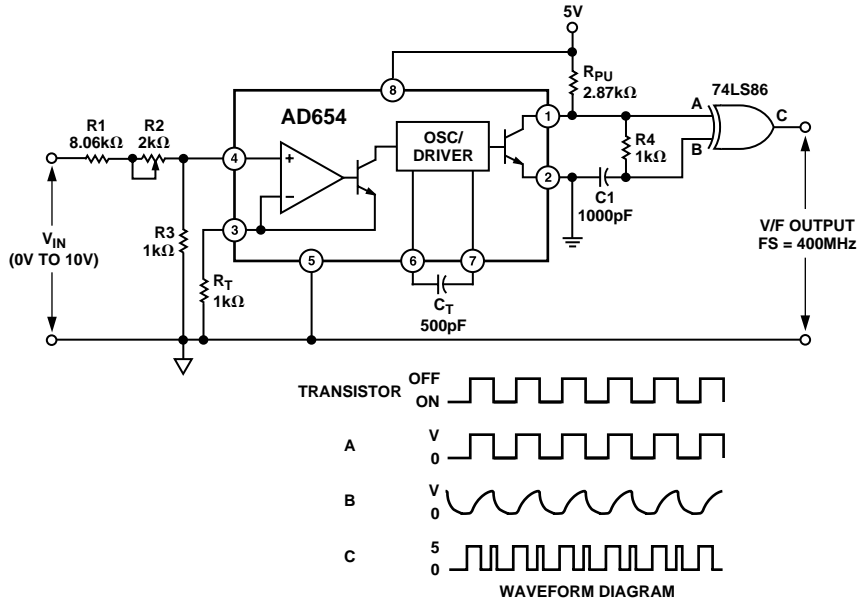 5V
RPU
2.87kΩ
74LS86
8
AD654
R1
8.06kΩ
R2
2kΩ
4
+
–
OSC/
DRIVER
1
2
A
B
C
R4
1kΩ
C1
1000pF
VIN
(0V TO 10V)
R3
1kΩ
3
RT
1kΩ
5
6
7
CT
500pF
V/F OUTPUT
FS = 400MHz
TRANSISTOR
OFF
ON
A
V
0
B
V
0
C
5
0
WAVEFORM DIAGRAM